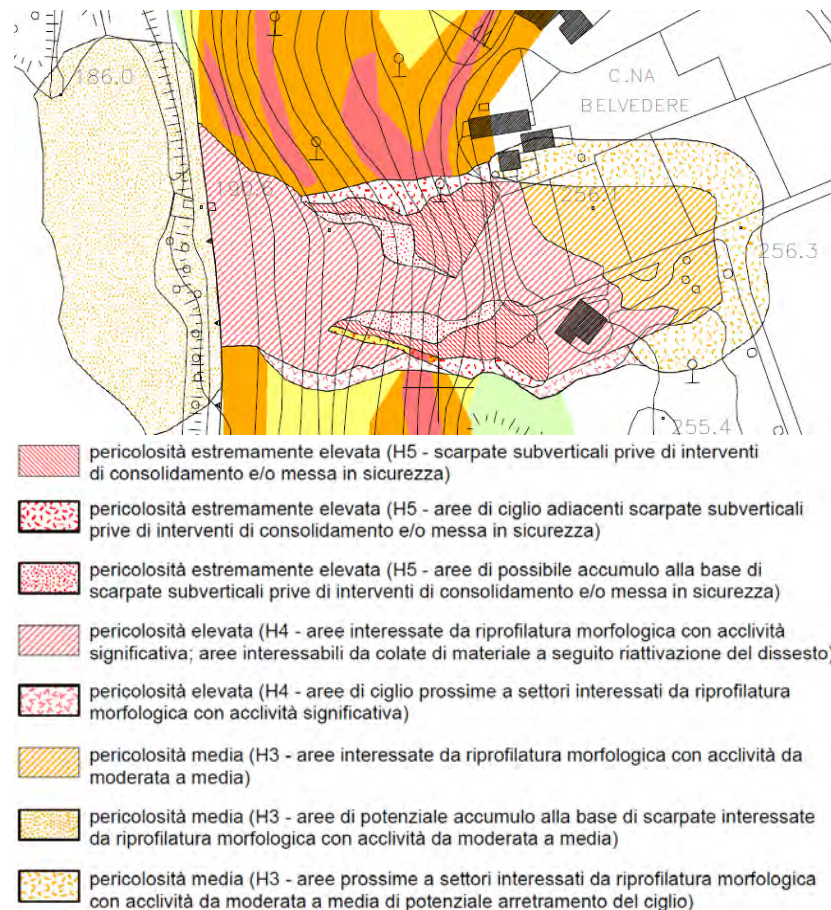 186.0
C.NA
BELVEDERE
190.6
256.1
256.3
255.4
pericolosità estremamente elevata (H5 - scarpate subverticali prive di interventi
di consolidamento e/o messa in sicurezza)
pericolosità estremamente elevata (H5 - aree di ciglio adiacenti scarpate subverticali
prive di interventi di consolidamento e/o messa in sicurezza)
pericolosità estremamente elevata (H5 - aree di possibile accumulo alla base di
scarpate subverticali prive di interventi di consolidamento e/o messa in sicurezza)
pericolosità elevata (H4 - aree interessate da riprofilatura morfologica con acclività
significativa; aree interessabili da colate di materiale a seguito riattivazione del dissesto)
pericolosità elevata (H4 - aree di ciglio prossime a settori interessati da riprofilatura
morfologica con acclività significativa)
pericolosità media (H3 - aree interessate da riprofilatura morfologica con acclività da
moderata a media)
pericolosità media (H3 - aree di potenziale accumulo alla base di scarpate interessate
da riprofilatura morfologica con acclività da moderata a media)
pericolosità media (H3 - aree prossime a settori interessati da riprofilatura morfologica
con acclività da moderata a media di potenziale arretramento del ciglio)